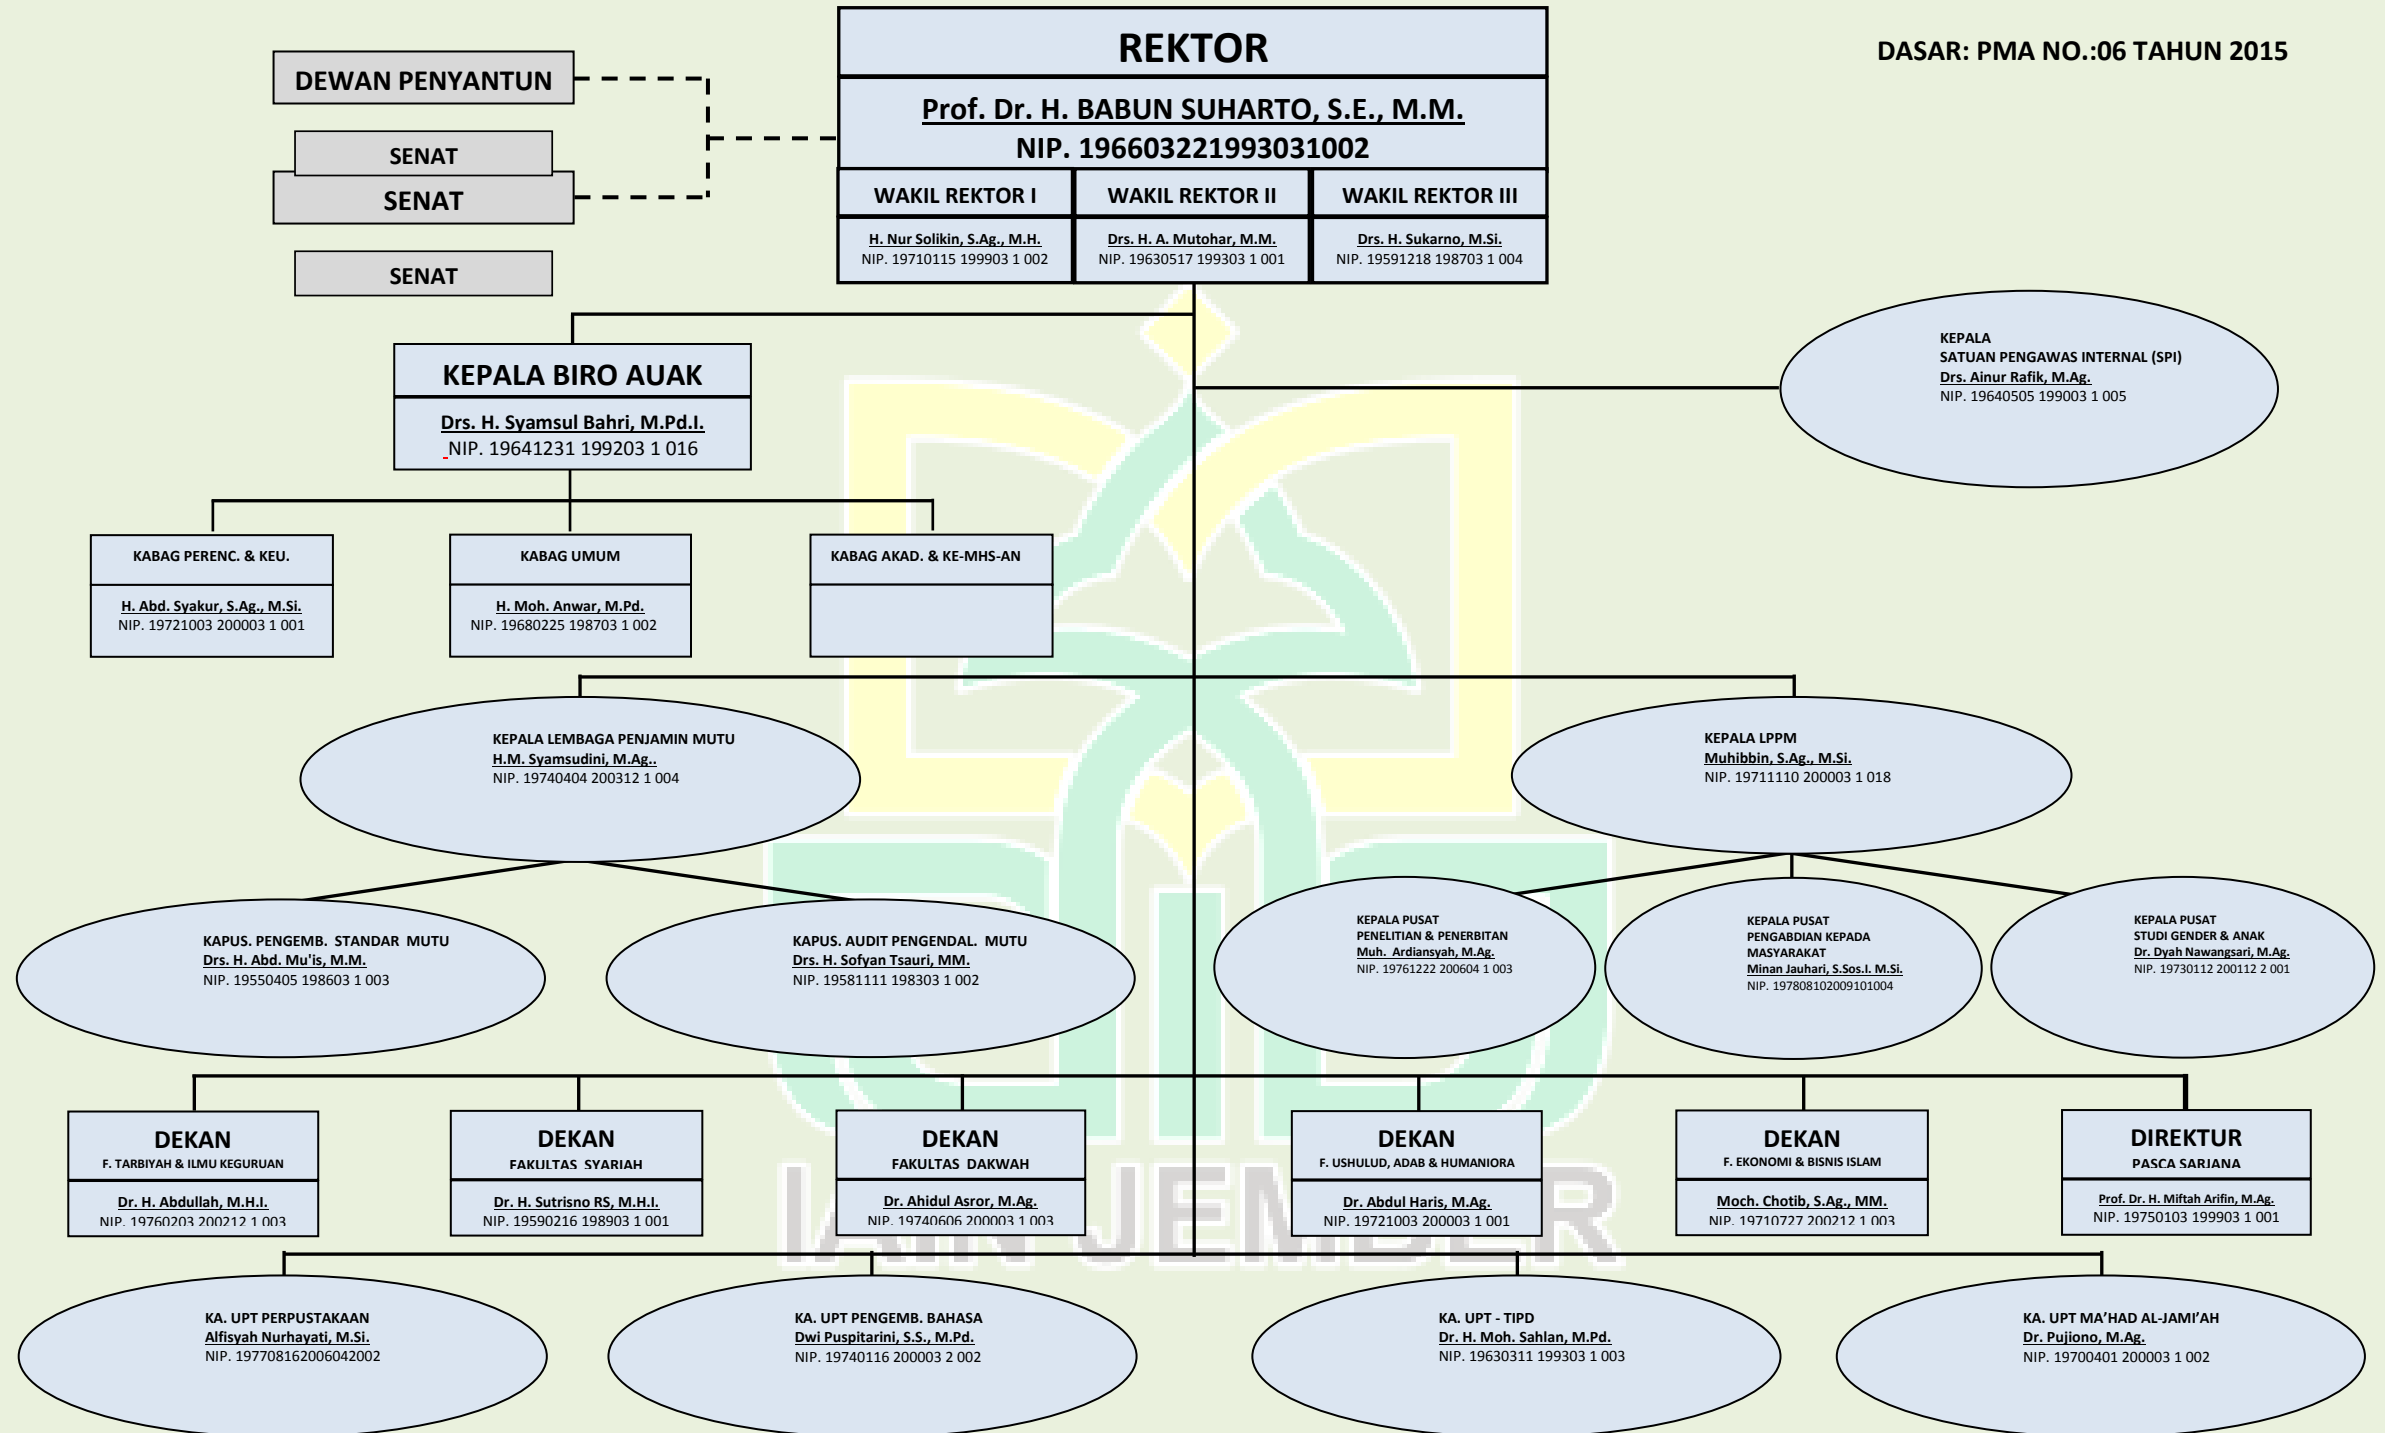 DASAR: PMA NO.:06 TAHUN 2015
DEWAN PENYANTUN
SENAT
SENAT
SENAT
REKTOR
Prof. Dr. H. BABUN SUHARTO, S.E., M.M.
NIP. 196603221993031002
WAKIL REKTOR I
H. Nur Solikin, S.Ag., M.H.
NIP. 19710115 199903 1 002
WAKIL REKTOR II
Drs. H. A. Mutohar, M.M.
NIP. 19630517 199303 1 001
WAKIL REKTOR III
Drs. H. Sukarno, M.Si.
NIP. 19591218 198703 1 004
KEPALA
SATUAN PENGAWAS INTERNAL (SPI)
Drs. Ainur Rafik, M.Ag.
NIP. 19640505 199003 1 005
KEPALA BIRO AUAK
Drs. H. Syamsul Bahri, M.Pd.I.
NIP. 19641231 199203 1 016
KABAG PERENC. & KEU.
H. Abd. Syakur, S.Ag., M.Si.
NIP. 19721003 200003 1 001
KABAG UMUM
H. Moh. Anwar, M.Pd.
NIP. 19680225 198703 1 002
KABAG AKAD. & KE-MHS-AN
KEPALA LEMBAGA PENJAMIN MUTU
H.M. Syamsudini, M.Ag..
NIP. 19740404 200312 1 004
KEPALA LPPM
Muhibbin, S.Ag., M.Si.
NIP. 19711110 200003 1 018
KAPUS. PENGEMB. STANDAR MUTU
Drs. H. Abd. Mu'is, M.M.
NIP. 19550405 198603 1 003
KAPUS. AUDIT PENGENDAL. MUTU
Drs. H. Sofyan Tsauri, MM.
NIP. 19581111 198303 1 002
KEPALA PUSAT
PENELITIAN & PENERBITAN
Muh. Ardiansyah, M.Ag.
NIP. 19761222 200604 1 003
KEPALA PUSAT
PENGABDIAN KEPADA
MASYARAKAT
Minan Jauhari, S.Sos.I. M.Si.
NIP. 197808102009101004
KEPALA PUSAT
STUDI GENDER & ANAK
Dr. Dyah Nawangsari, M.Ag.
NIP. 19730112 200112 2 001
DEKAN
F. TARBIYAH & ILMU KEGURUAN
Dr. H. Abdullah, M.H.I.
NIP. 19760203 200212 1 003
DEKAN
FAKULTAS SYARIAH
Dr. H. Sutrisno RS, M.H.I.
NIP. 19590216 198903 1 001
DEKAN
FAKULTAS DAKWAH
Dr. Ahidul Asror, M.Ag.
NIP. 19740606 200003 1 003
DEKAN
F. USHULUD, ADAB & HUMANIORA
Dr. Abdul Haris, M.Ag.
NIP. 19721003 200003 1 001
DEKAN
F. EKONOMI & BISNIS ISLAM
Moch. Chotib, S.Ag., MM.
NIP. 19710727 200212 1 003
DIREKTUR
PASCA SARJANA
Prof. Dr. H. Miftah Arifin, M.Ag.
NIP. 19750103 199903 1 001
IAIN JEMBER
KA. UPT PERPUSTAKAAN
Alfisyah Nurhayati, M.Si.
NIP. 197708162006042002
KA. UPT PENGEMB. BAHASA
Dwi Puspitarini, S.S., M.Pd.
NIP. 19740116 200003 2 002
KA. UPT - TIPD
Dr. H. Moh. Sahlan, M.Pd.
NIP. 19630311 199303 1 003
KA. UPT MA’HAD AL-JAMI’AH
Dr. Pujiono, M.Ag.
NIP. 19700401 200003 1 002